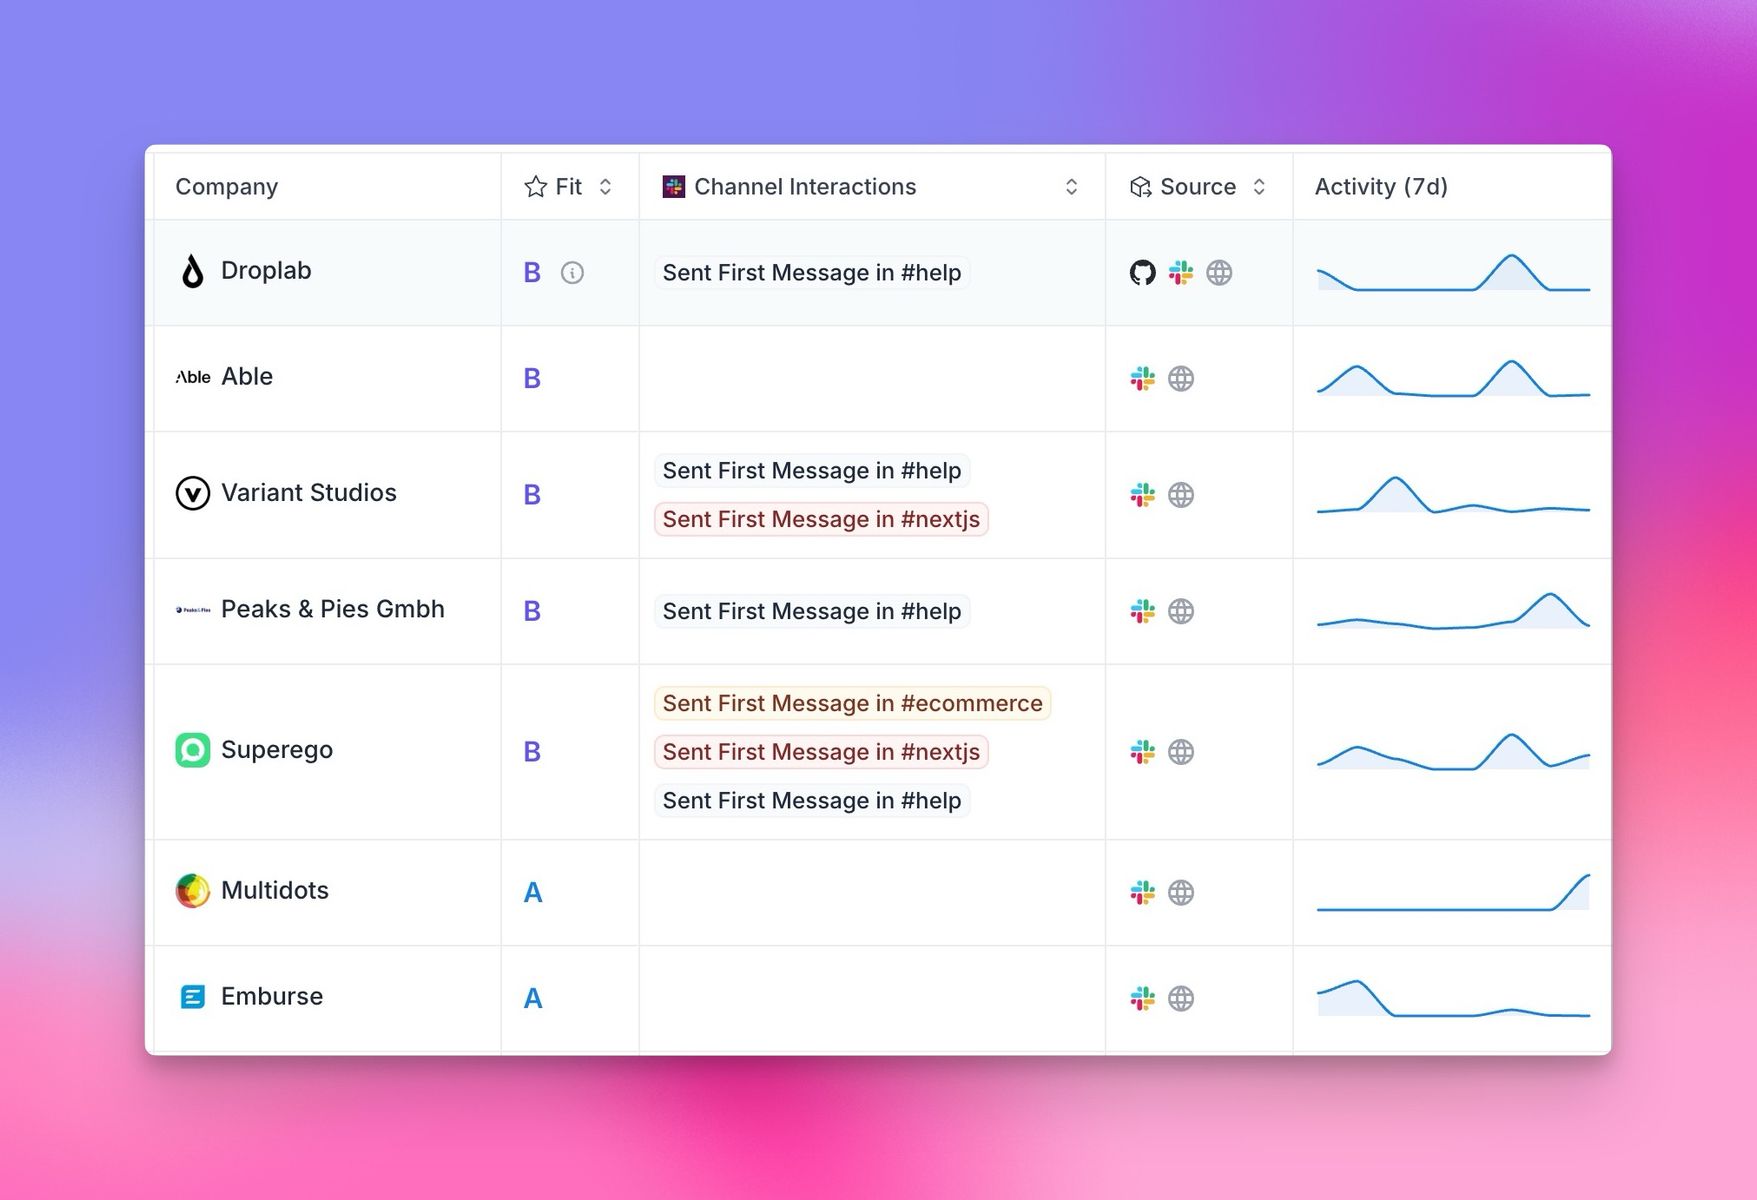 Company Fit Channel Interactions Source Activity (7d)
Droplab B Sent First Message in #help
Able Able B
Variant Studios B Sent First Message in #help
Sent First Message in #nextjs
Peaks & Pies Peaks & Pies Gmbh B Sent First Message in #help
Superego B Sent First Message in #ecommerce
Sent First Message in #nextjs
Sent First Message in #help
Multidots A
Emburse A